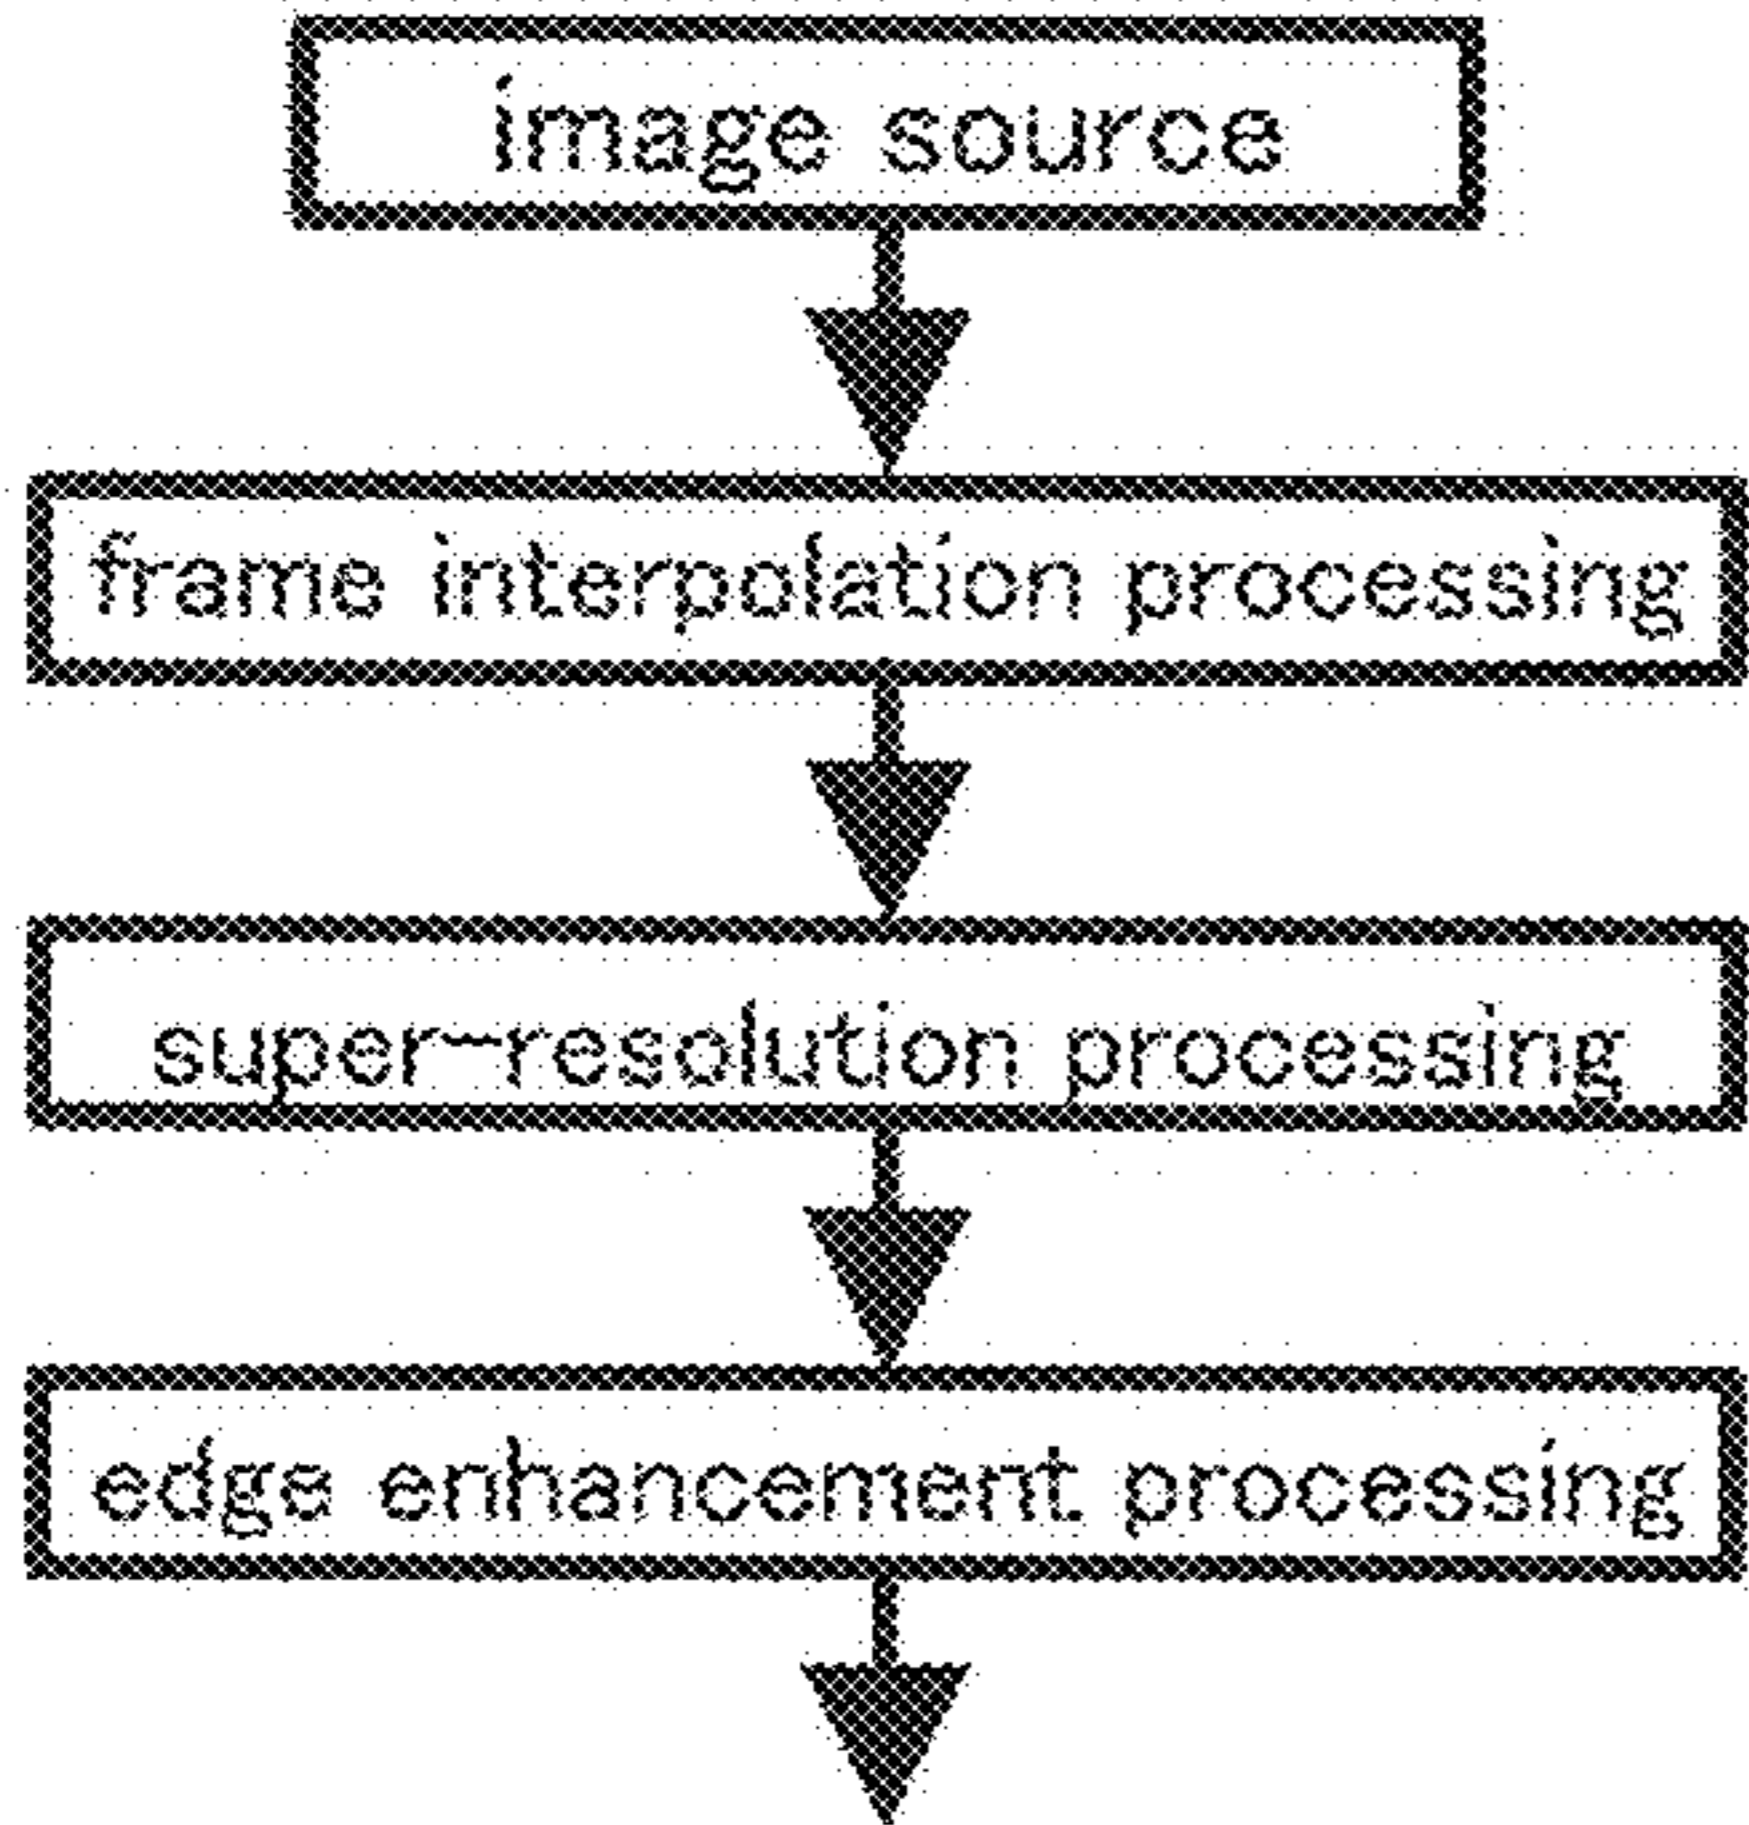 image source
frame interpolation processing
super-resolution processing
edge enhancement processing